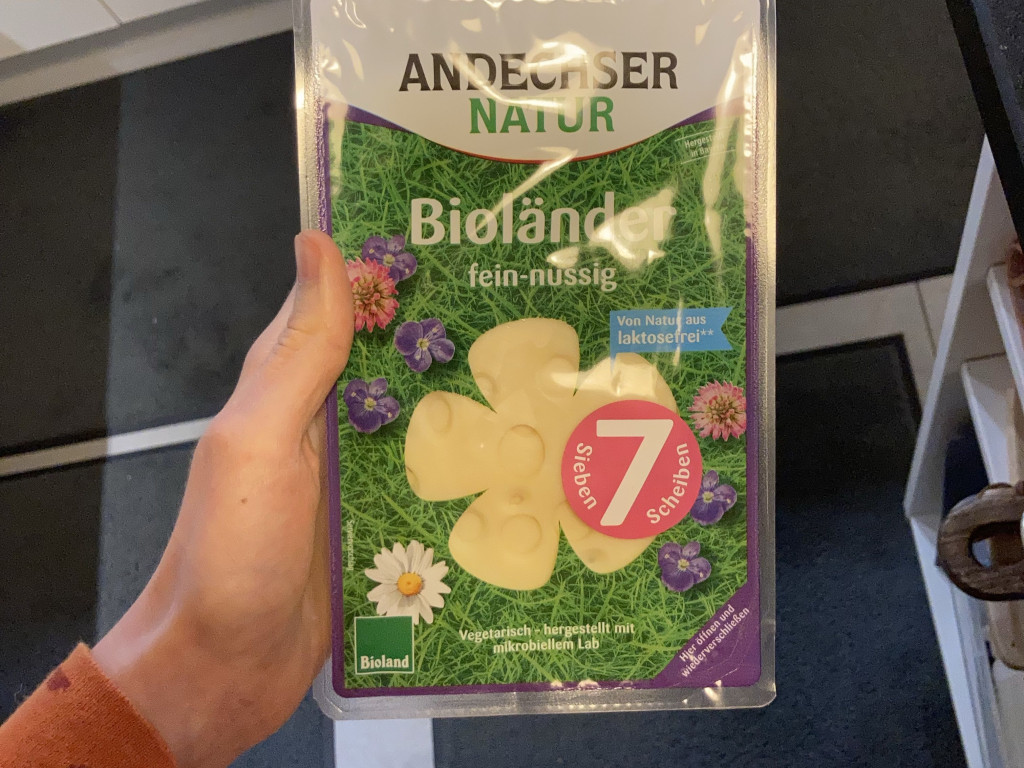 ANDECHSER
NATUR
Bioländer
fein-nussig
Von Natur aus
laktosefrei**
Sieben
7
Scheiben
Vegetarisch - hergestellt mit
mikrobiellem Lab
Bioland
Hier öffnen und
wiederverschließen